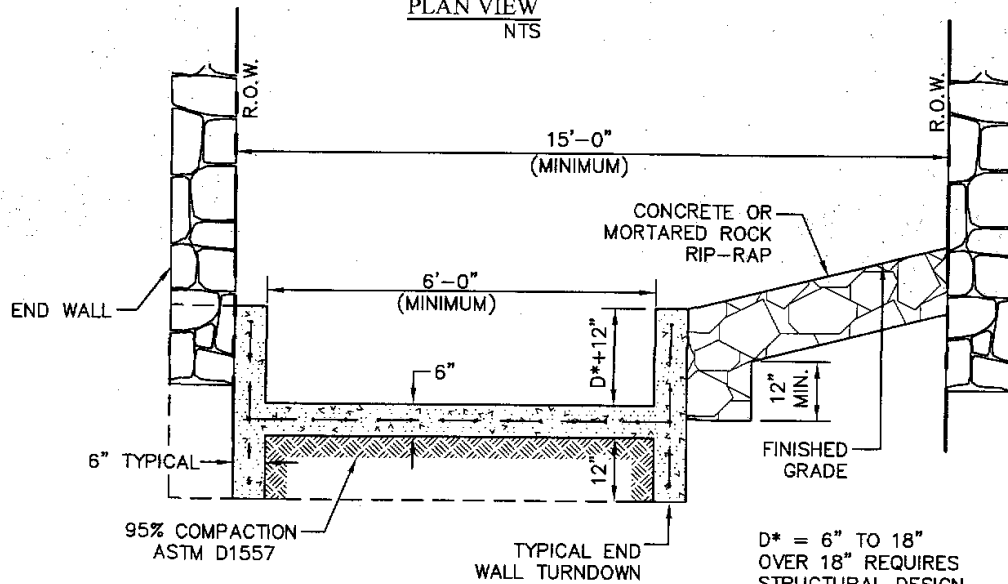 PLAN VIEW
NTS
R.O.W.
R.O.W.
15'-0"
(MINIMUM)
CONCRETE OR
MORTARED ROCK
RIP-RAP
6'-0"
(MINIMUM)
END WALL
D*+12"
6"
12"
MIN.
6" TYPICAL
12"
FINISHED
GRADE
95% COMPACTION
ASTM D1557
TYPICAL END
WALL TURNDOWN
D* = 6" TO 18"
OVER 18" REQUIRES
STRUCTURAL DESIGN